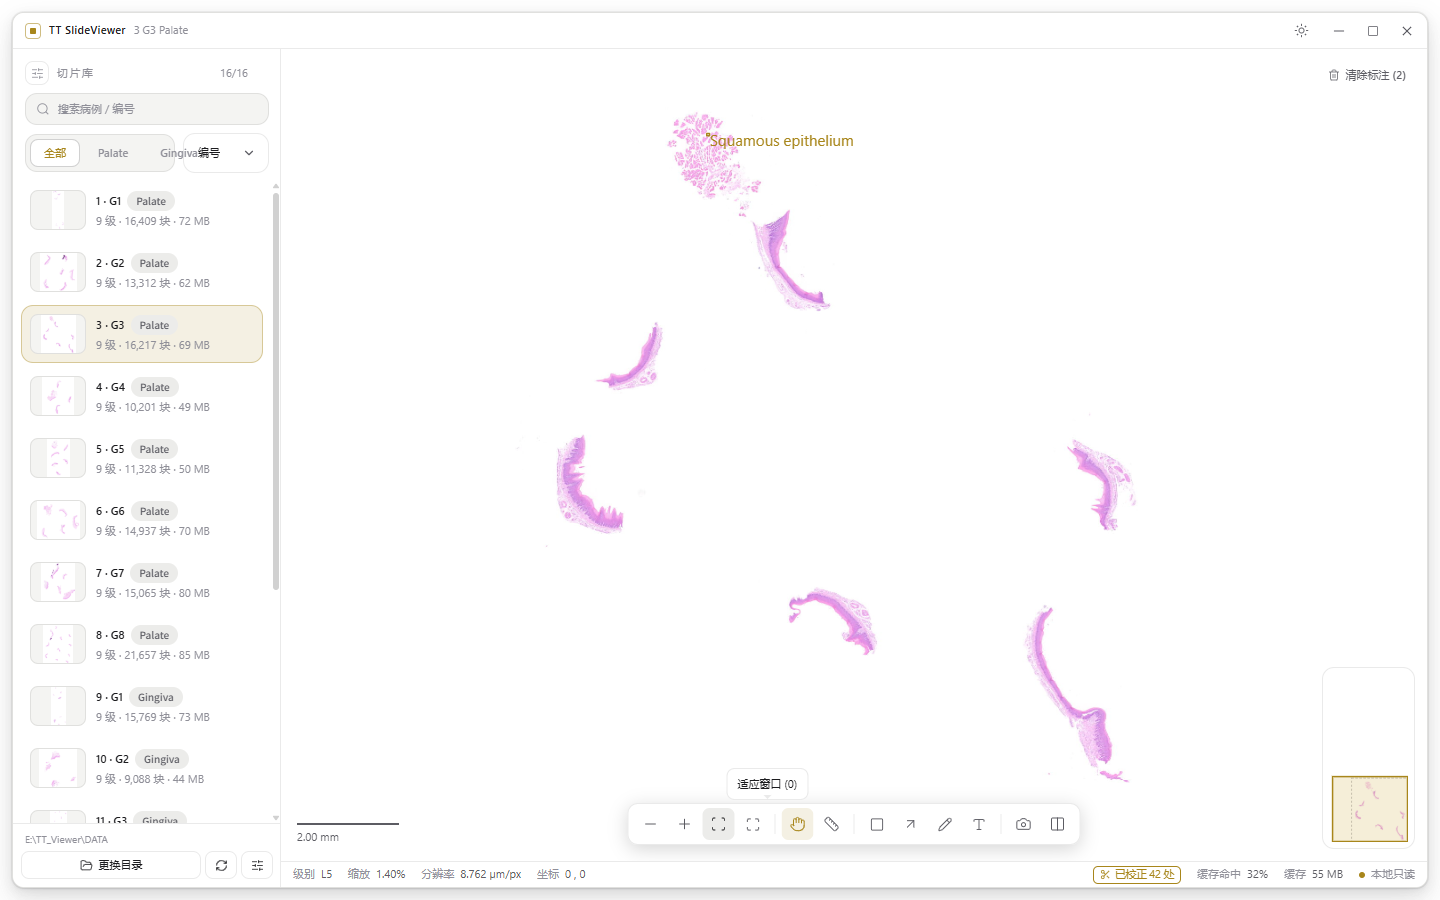 TT SlideViewer 3 G3 Palate
切片库 16/16
搜索病例 / 编号
全部 Palate Gingiva 编号
清除标注 (2)
Squamous epithelium
1 · G1 Palate
9 级 · 16,409 块 · 72 MB
2 · G2 Palate
9 级 · 13,312 块 · 62 MB
3 · G3 Palate
9 级 · 16,217 块 · 69 MB
4 · G4 Palate
9 级 · 10,201 块 · 49 MB
5 · G5 Palate
9 级 · 11,328 块 · 50 MB
6 · G6 Palate
9 级 · 14,937 块 · 70 MB
7 · G7 Palate
9 级 · 15,065 块 · 80 MB
8 · G8 Palate
9 级 · 21,657 块 · 85 MB
9 · G1 Gingiva
9 级 · 15,769 块 · 73 MB
10 · G2 Gingiva
9 级 · 9,088 块 · 44 MB
11 · G3 Gingiva
E:\TT_Viewer\DATA
更换目录
适应窗口 (0)
T
2.00 mm
级别 L5 缩放 1.40% 分辨率 8.762 µm/px 坐标 0 , 0
已校正 42 处 缓存命中 32% 缓存 55 MB 本地只读